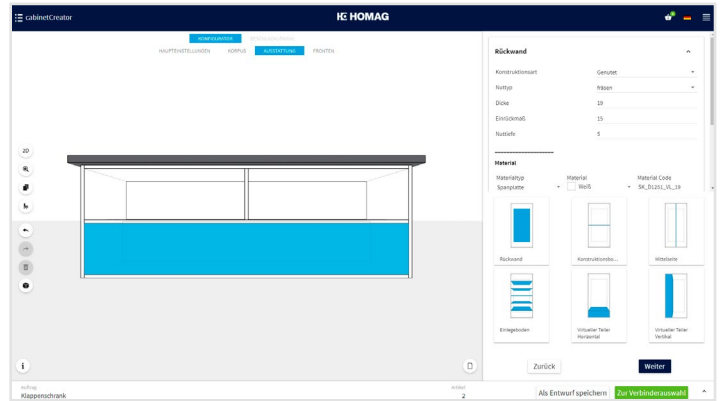 cabinetCreator
HOMAG
KONFIGURATOR
HAUPTEINSTELLUNGEN KORPUS AUSSTATTUNG FRONTEN
2D
Rückwand
Konstruktionsart Genutet
Nuttyp fräsen
Dicke 19
Einrückmaß 15
Nuttiefe 5
Material
Materialtyp Material Material Code
Spanplatte Weiß SK_D1251_VL_19
Rückwand Konstruktionsbo... Mittelseite
Einlegeboden Virtueller Teiler Horizontal Virtueller Teiler Vertikal
Zurück Weiter
i
Auftrag Artikel
Klappenschrank 2
Als Entwurf speichern Zur Verbinderauswahl